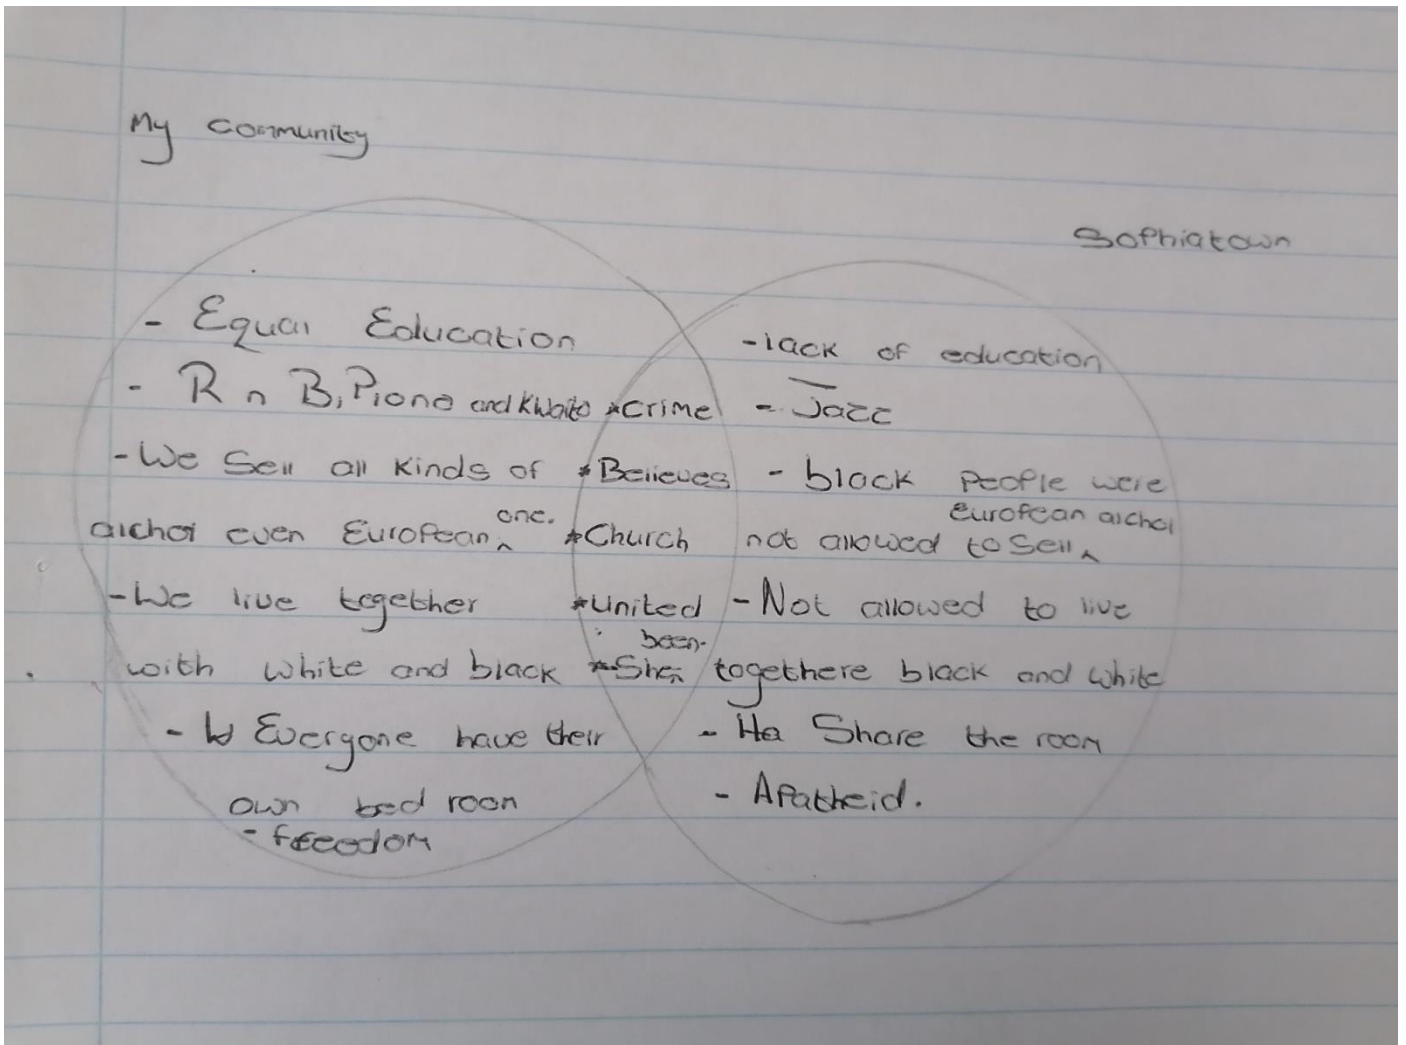 My community
Sophiatown
- Equal Education
- R n B, Piono and Kwaito
- We Sell all kinds of
alchol even European one.
- We live together
with white and black
- Everyone have their
own bed room
- freedom
*crime
*Believes
*Church
*United
been.
- lack of education
- Jazz
- black people were
not allowed to Sell european alchol
- Not allowed to live
togethere black and white
- Share the room
- Apatheid.